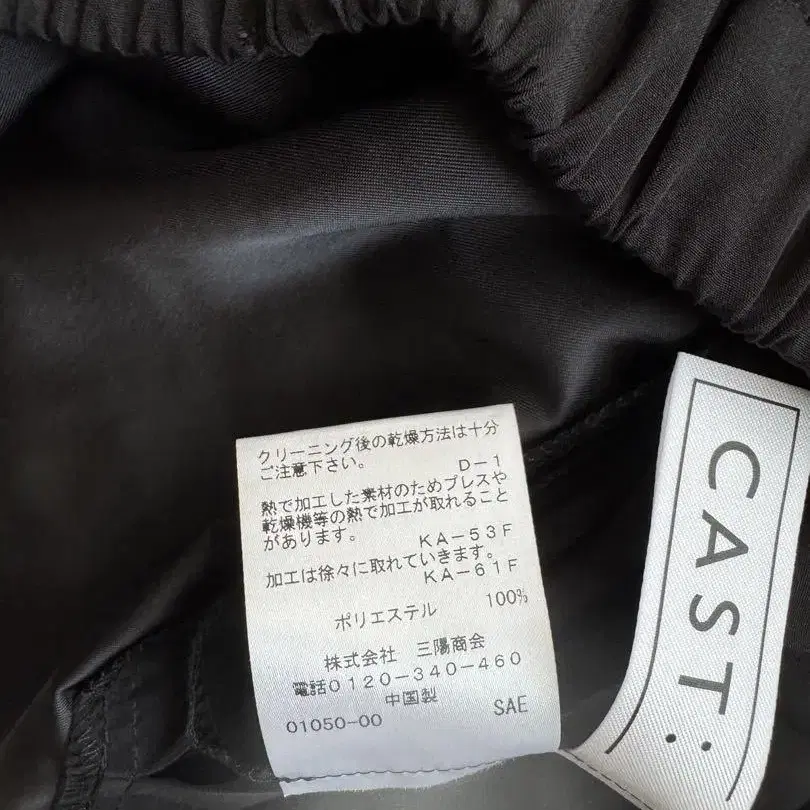 クリーニング後の乾燥方法は十分
ご注意下さい。
D-1
熱で加工した素材のためプレスや
乾燥機等の熱で加工が取れること
があります。
KA-53F
加工は徐々に取れていきます。
KA-61F
ポリエステル 100%
株式会社 三陽商会
電話0120-340-460
中国製
01050-00 SAE
CAST: